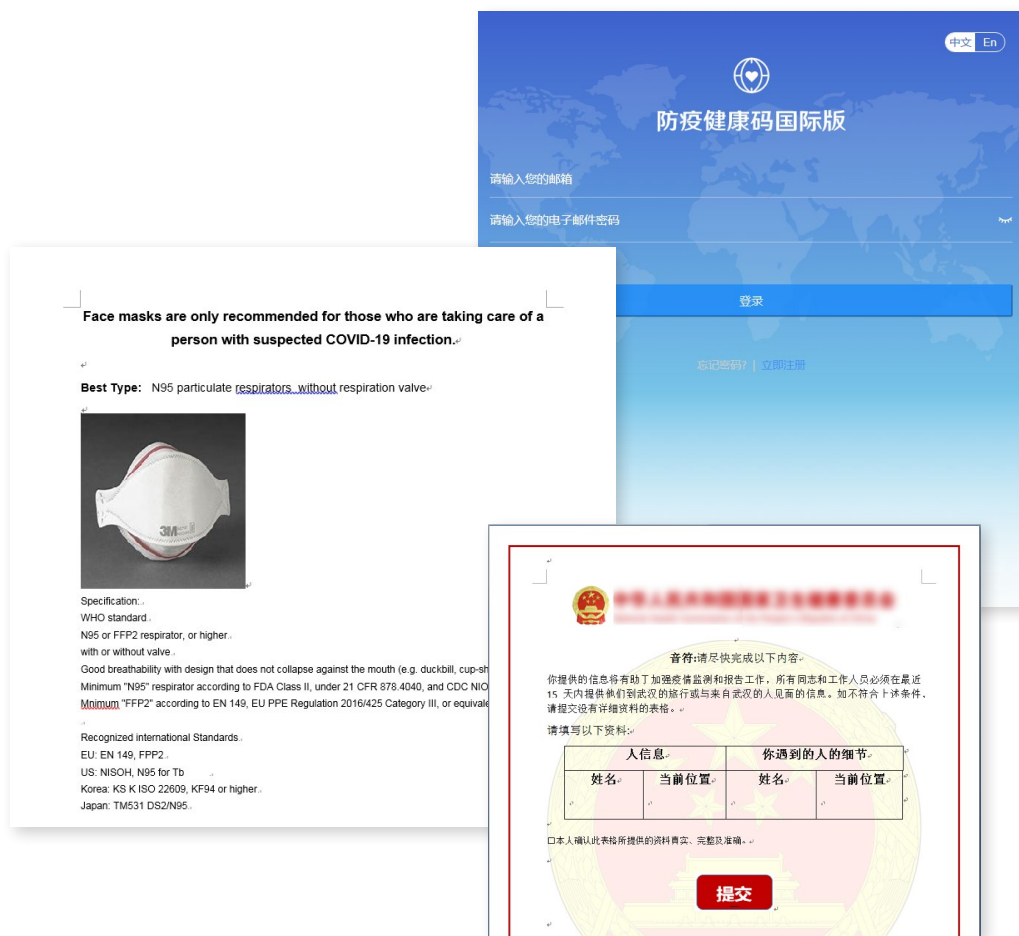 中文 En
防疫健康码国际版
请输入您的邮箱
请输入您的电子邮件密码
登录
忘记密码? | 立即注册
Face masks are only recommended for those who are taking care of a
person with suspected COVID-19 infection.
Best Type: N95 particulate respirators without respiration valve
3M
Specification:
WHO standard
N95 or FFP2 respirator, or higher
with or without valve
Good breathability with design that does not collapse against the mouth (e.g. duckbill, cup-sh
Minimum "N95" respirator according to FDA Class II, under 21 CFR 878.4040, and CDC NIO
Mnimum "FFP2" according to EN 149, EU PPE Regulation 2016/425 Category III, or equivale
Recognized international Standards
EU: EN 149, FPP2
US: NISOH, N95 for Tb
Korea: KS K ISO 22609, KF94 or higher
Japan: TM531 DS2/N95
音符:请尽快完成以下内容
你提供的信息将有助于加强疫情监测和报告工作，所有同志和工作人员必须在最近
15 天内提供他们到武汉的旅行或与来自武汉的人见面的信息。如不符合上述条件，
请提交没有详细资料的表格。
请填写以下资料:
人信息 你遇到的人的细节
姓名 当前位置 姓名 当前位置
口本人确认此表格所提供的资料真实、完整及准确。
提交